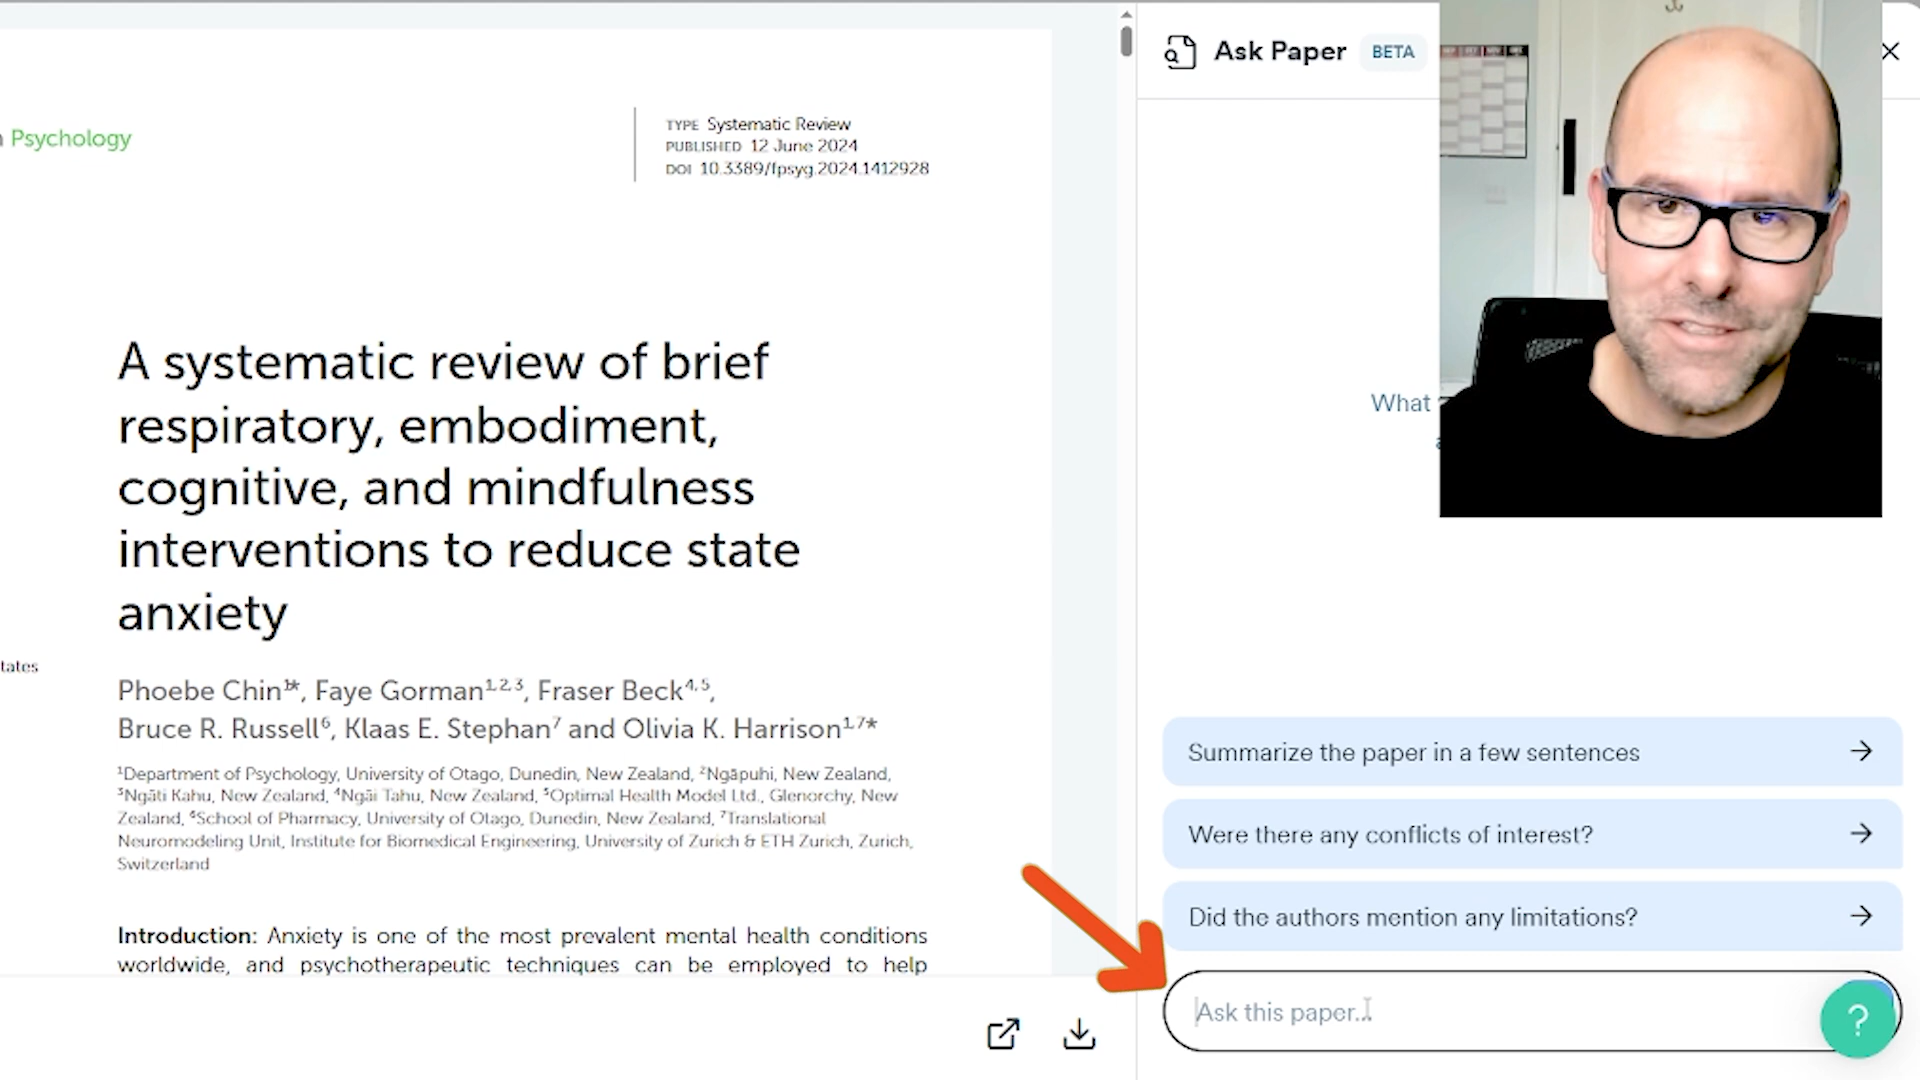 Psychology
TYPE Systematic Review
PUBLISHED 12 June 2024
DOI 10.3389/fpsyg.2024.1412928
A systematic review of brief
respiratory, embodiment,
cognitive, and mindfulness
interventions to reduce state
anxiety
tates
Phoebe Chin1*, Faye Gorman1,2,3, Fraser Beck4,5,
Bruce R. Russell6, Klaas E. Stephan7 and Olivia K. Harrison1,7*
1Department of Psychology, University of Otago, Dunedin, New Zealand, 2Ngāpuhi, New Zealand,
3Ngāti Kahu, New Zealand, 4Ngāi Tahu, New Zealand, 5Optimal Health Model Ltd., Glenorchy, New
Zealand, 6School of Pharmacy, University of Otago, Dunedin, New Zealand, 7Translational
Neuromodeling Unit, Institute for Biomedical Engineering, University of Zurich & ETH Zurich, Zurich,
Switzerland
Introduction: Anxiety is one of the most prevalent mental health conditions
worldwide, and psychotherapeutic techniques can be employed to help
Ask Paper BETA
What
Summarize the paper in a few sentences
Were there any conflicts of interest?
Did the authors mention any limitations?
Ask this paper...
?